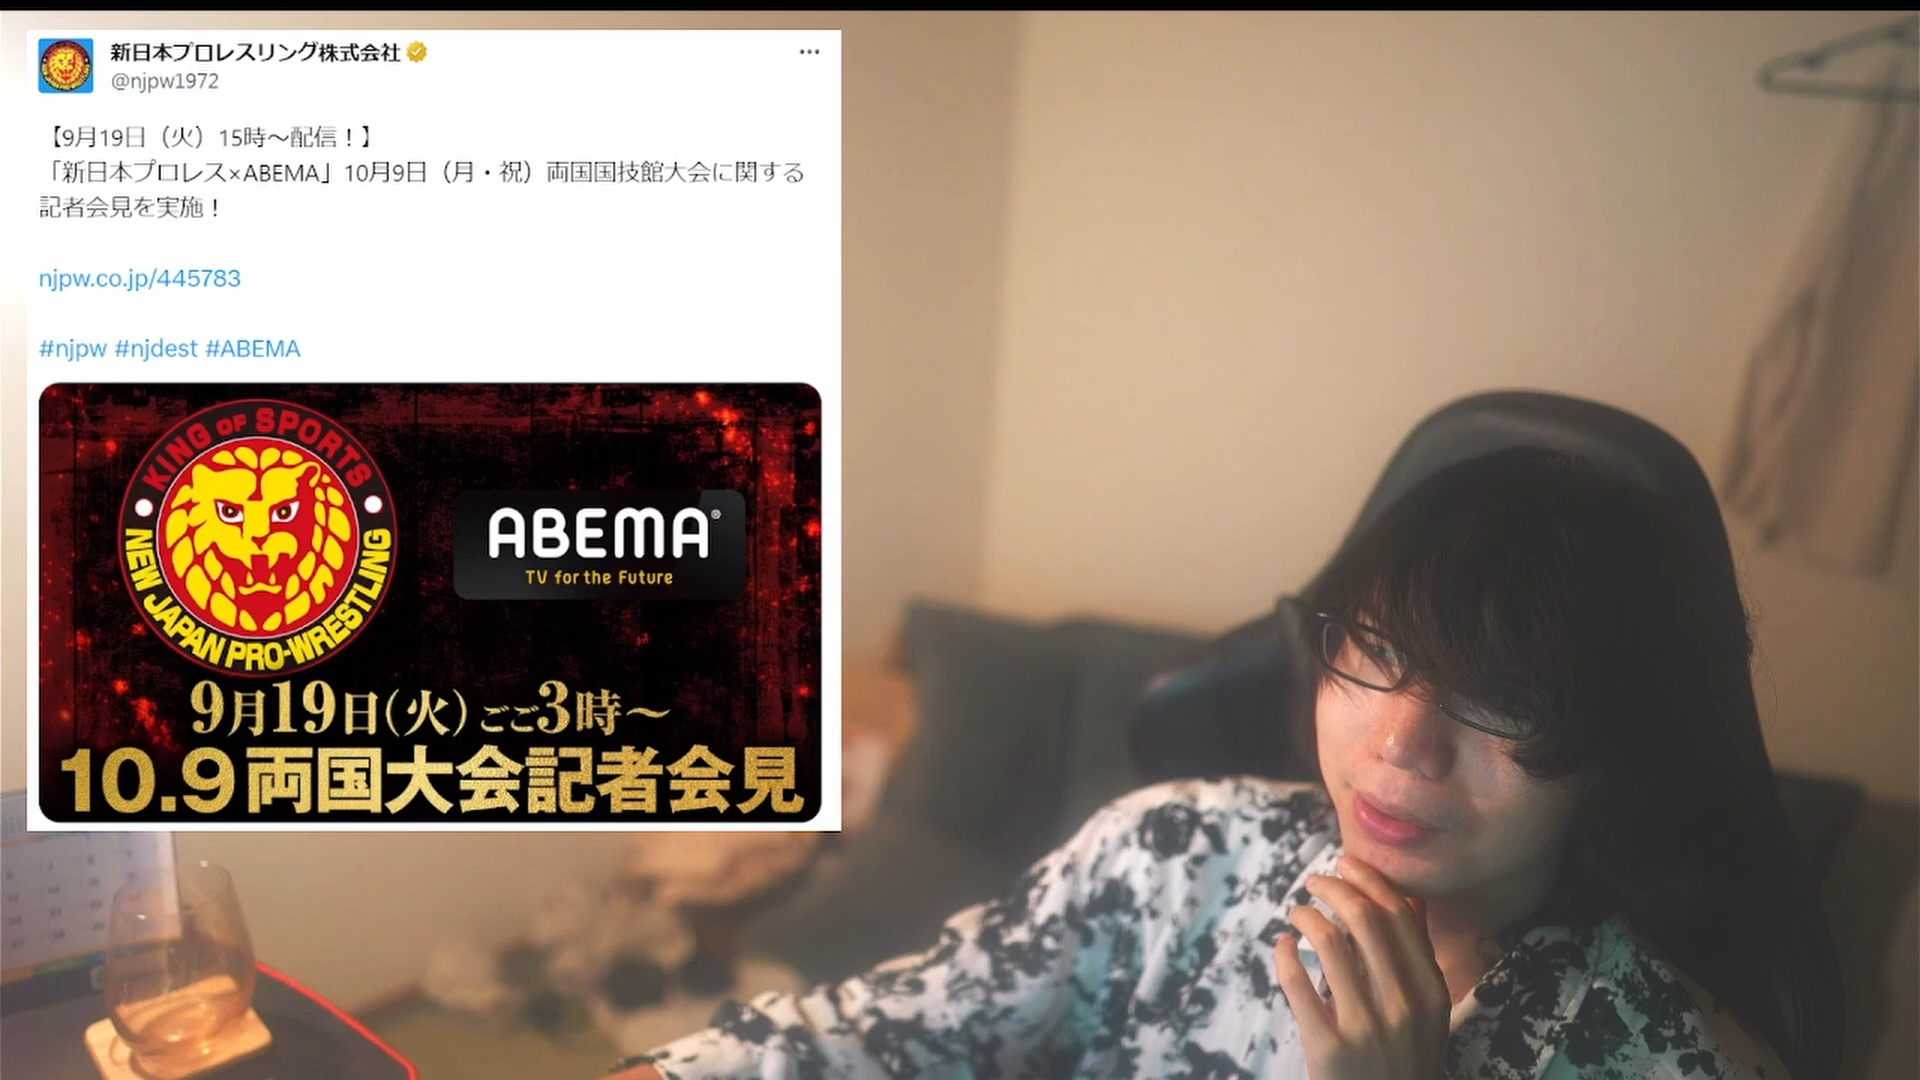 新日本プロレスリング株式会社
@njpw1972
【9月19日（火）15時～配信！】
「新日本プロレス×ABEMA」10月9日（月・祝）両国国技館大会に関する
記者会見を実施！
njpw.co.jp/445783
#njpw #njdest #ABEMA
KING OF SPORTS
NEW JAPAN PRO-WRESTLING
ABEMA®
TV for the Future
9月19日(火)ごご3時～
10.9両国大会記者会見